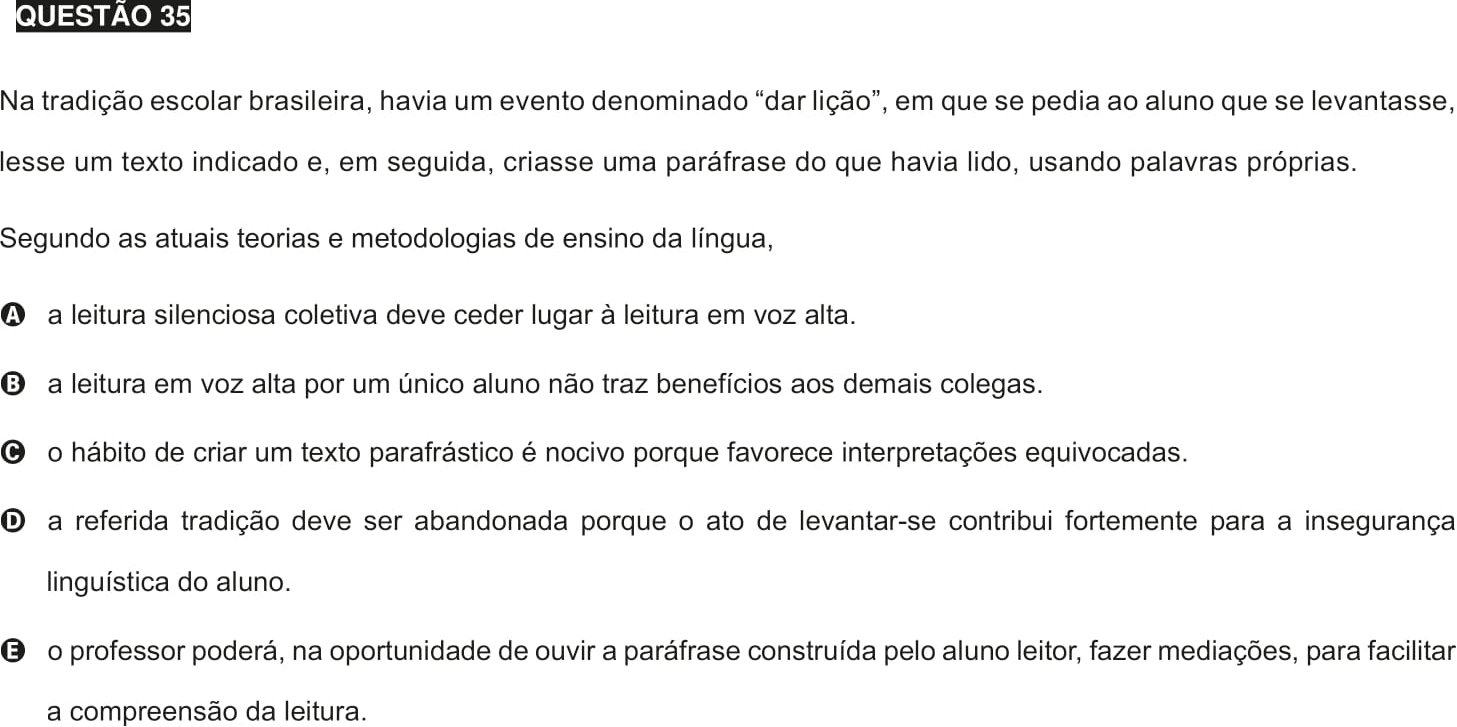 QUESTÃO 35
Na tradição escolar brasileira, havia um evento denominado “dar lição”, em que se pedia ao aluno que se levantasse,
lesse um texto indicado e, em seguida, criasse uma paráfrase do que havia lido, usando palavras próprias.
Segundo as atuais teorias e metodologias de ensino da língua,
A a leitura silenciosa coletiva deve ceder lugar à leitura em voz alta.
B a leitura em voz alta por um único aluno não traz benefícios aos demais colegas.
C o hábito de criar um texto parafrástico é nocivo porque favorece interpretações equivocadas.
D a referida tradição deve ser abandonada porque o ato de levantar-se contribui fortemente para a insegurança
linguística do aluno.
E o professor poderá, na oportunidade de ouvir a paráfrase construída pelo aluno leitor, fazer mediações, para facilitar
a compreensão da leitura.